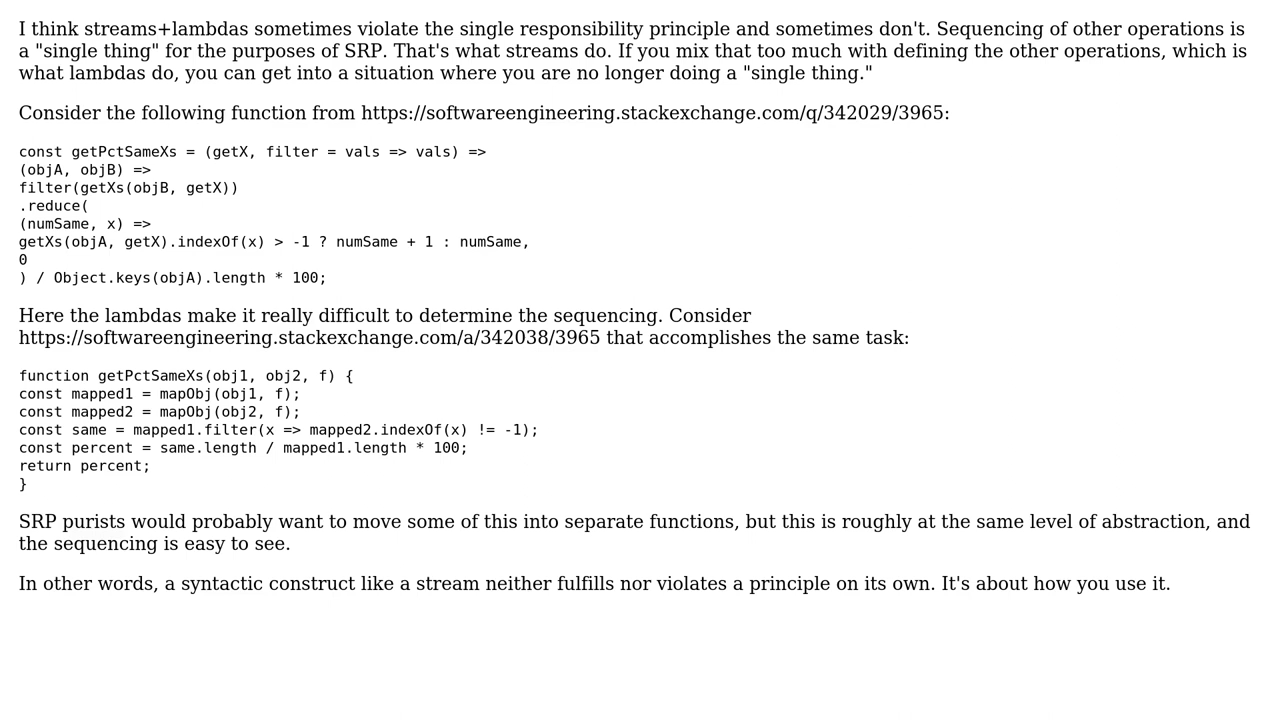 I think streams+lambdas sometimes violate the single responsibility principle and sometimes don't. Sequencing of other operations is
a "single thing" for the purposes of SRP. That's what streams do. If you mix that too much with defining the other operations, which is
what lambdas do, you can get into a situation where you are no longer doing a "single thing."
Consider the following function from https://softwareengineering.stackexchange.com/q/342029/3965:
const getPctSameXs = (getX, filter = vals => vals) =>
(objA, objB) =>
filter(getXs(objB, getX))
.reduce(
(numSame, x) =>
getXs(objA, getX).indexOf(x) > -1 ? numSame + 1 : numSame,
0
) / Object.keys(objA).length * 100;
Here the lambdas make it really difficult to determine the sequencing. Consider
https://softwareengineering.stackexchange.com/a/342038/3965 that accomplishes the same task:
function getPctSameXs(obj1, obj2, f) {
const mapped1 = mapObj(obj1, f);
const mapped2 = mapObj(obj2, f);
const same = mapped1.filter(x => mapped2.indexOf(x) != -1);
const percent = same.length / mapped1.length * 100;
return percent;
}
SRP purists would probably want to move some of this into separate functions, but this is roughly at the same level of abstraction, and
the sequencing is easy to see.
In other words, a syntactic construct like a stream neither fulfills nor violates a principle on its own. It's about how you use it.